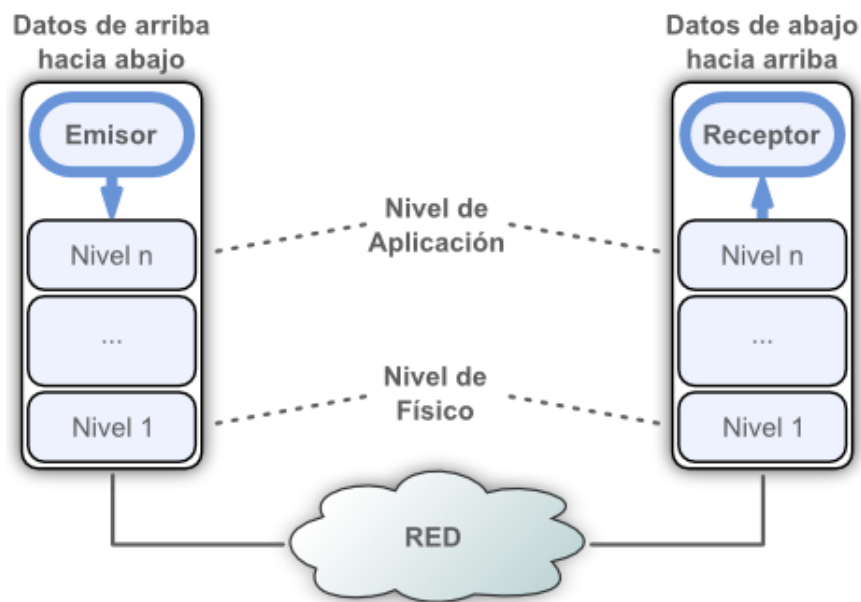 Datos de arriba
hacia abajo
Datos de abajo
hacia arriba
Emisor
Receptor
Nivel de
Aplicación
Nivel n
Nivel n
...
...
Nivel de
Físico
Nivel 1
Nivel 1
RED